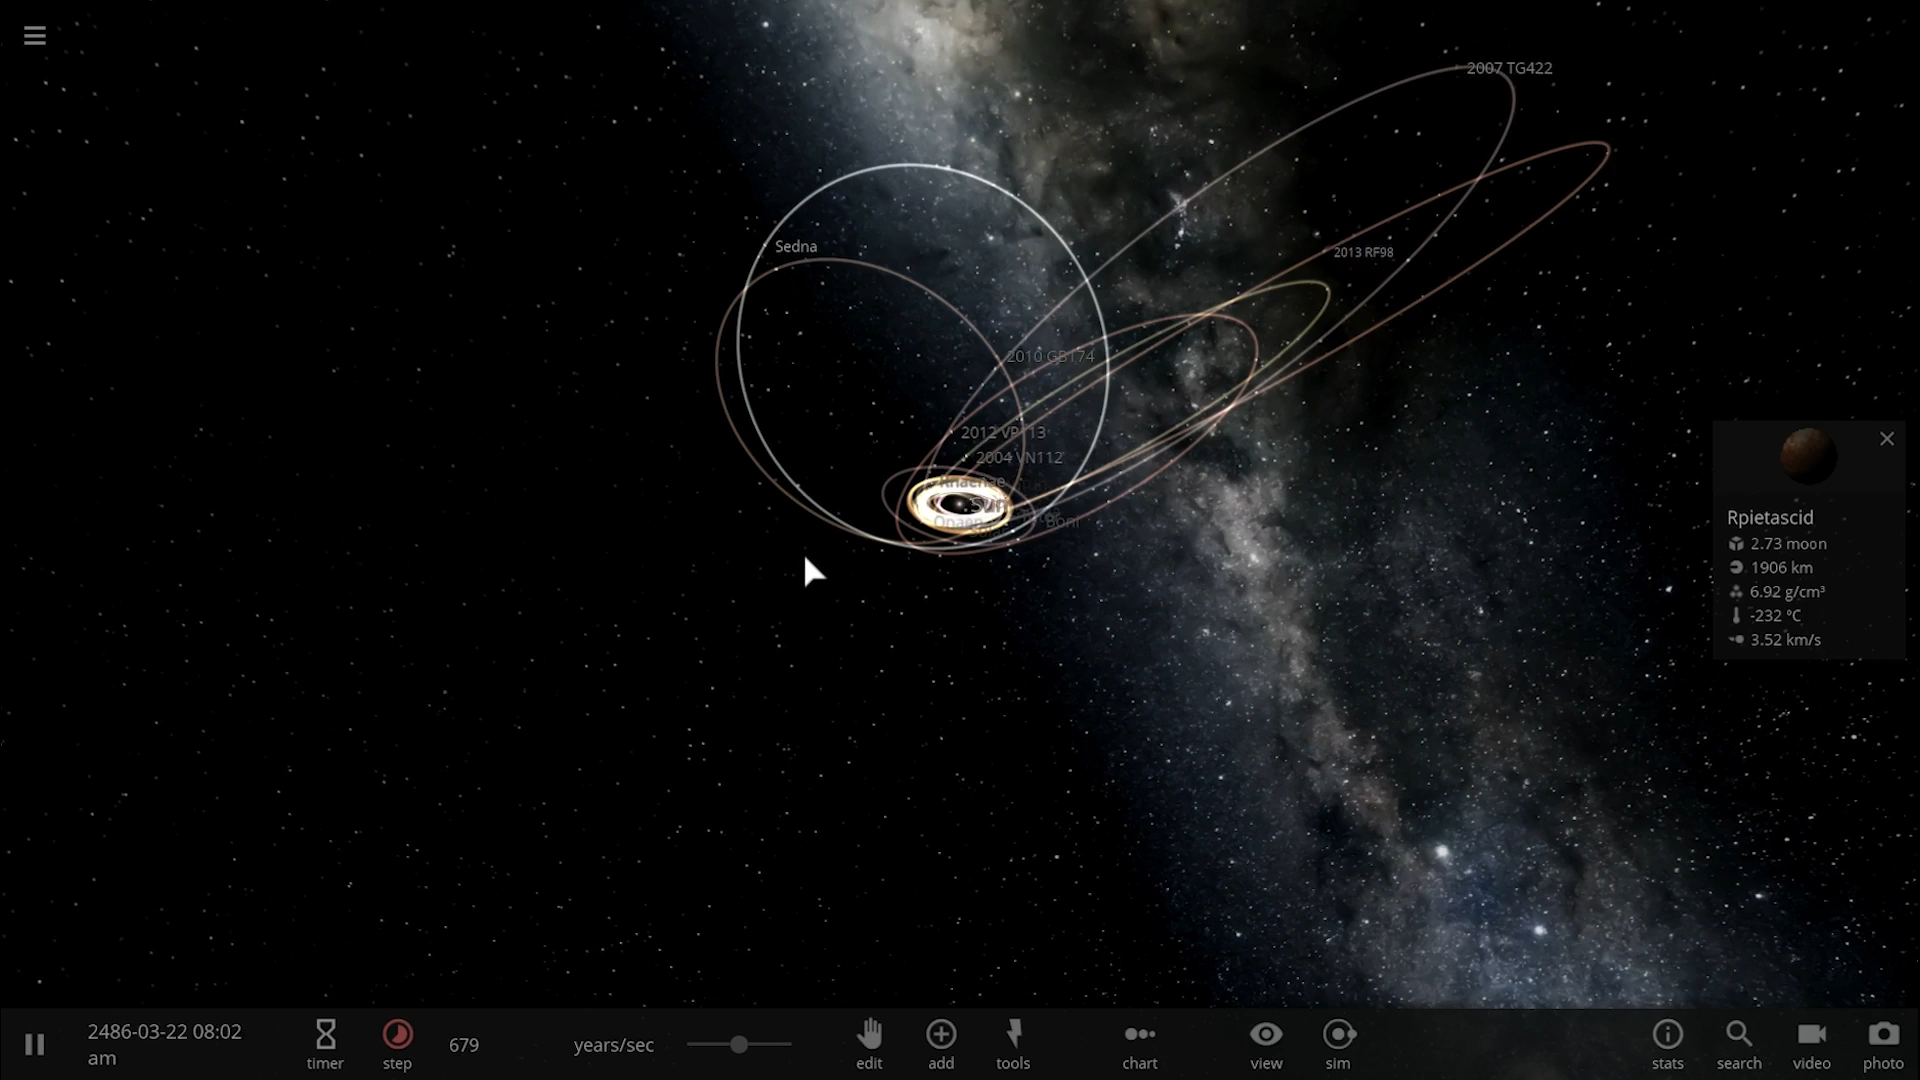 2007 TG422
Sedna
2013 RF98
2010 GB174
2012 VP113
2004 VN112
Sun
Rpietascid
2.73 moon
1906 km
6.92 g/cm³
-232 °C
3.52 km/s
2486-03-22 08:02
am
timer
step
679
years/sec
edit
add
tools
chart
view
sim
stats
search
video
photo